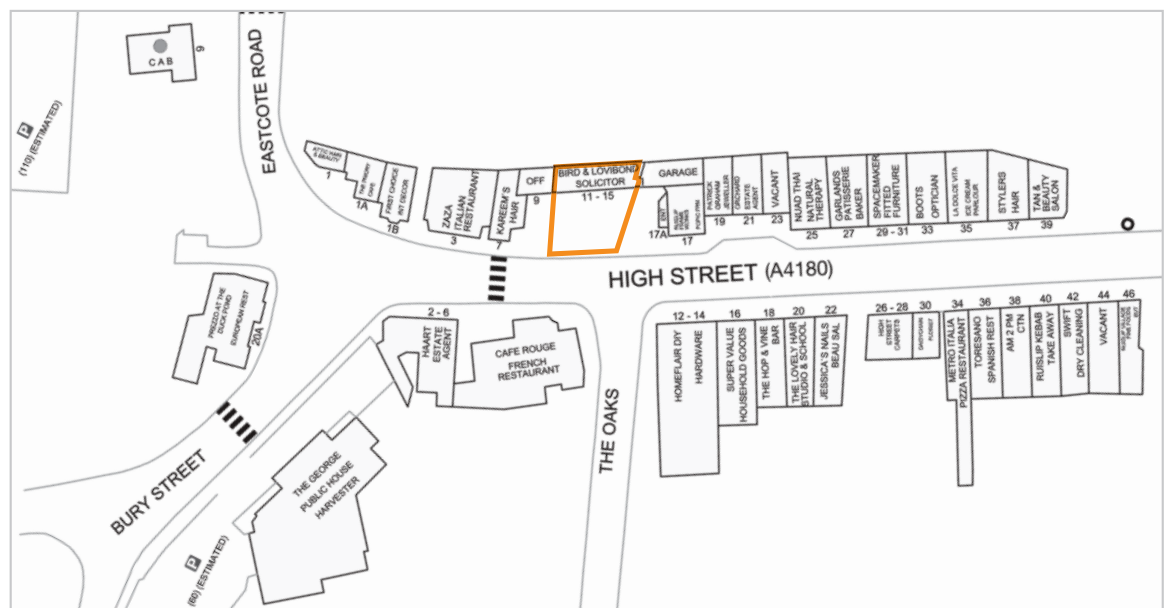 CAB
9
EASTCOTE ROAD
P
(110) (ESTIMATED)
ATTIC HAIR
& BEAUTY
1
THE PRIORY
CAFE
1A
FIRST CHOICE
INT DECOR
1B
ZAZA
ITALIAN
RESTAURANT
3
KAREEM'S
HAIR
7
OFF
9
BIRD & LOVIBOND
SOLICITOR
11 - 15
GARAGE
17A
17
PATRICK
GRAHAM
JEWELLER
19
ORCHARD
ESTATE
AGENT
21
VACANT
23
NUAD THAI
NATURAL
THERAPY
25
GARLANDS
PATISSERIE
BAKER
27
SPACEMAKER
FITTED
FURNITURE
29 - 31
BOOTS
OPTICIAN
33
LA DOLCE VITA
ICE CREAM
PARLOUR
35
STYLERS
HAIR
37
TAN &
BEAUTY
SALON
39
HIGH STREET (A4180)
PREZZO AT THE
DUCK POND
EUROPEAN REST
20A
2 - 6
HAART
ESTATE
AGENT
CAFE ROUGE
FRENCH
RESTAURANT
THE OAKS
12 - 14
HOMEFLAIR DIY
HARDWARE
16
SUPER VALUE
HOUSEHOLD GOODS
18
THE HOP & VINE
BAR
20
THE LOVELY HAIR
STUDIO & SCHOOL
22
JESSICA'S NAILS
BEAU SAL
26 - 28
HIGH
STREET
CARPETS
30
FLORIST
34
METRO ITALIA
PIZZA RESTAURANT
36
TORESANO
SPANISH REST
38
AM 2 PM
CTN
40
RUISLIP KEBAB
TAKE AWAY
42
SWIFT
DRY CLEANING
44
VACANT
46
BURY STREET
THE GEORGE
PUBLIC HOUSE
HARVESTER
P
(60) (ESTIMATED)